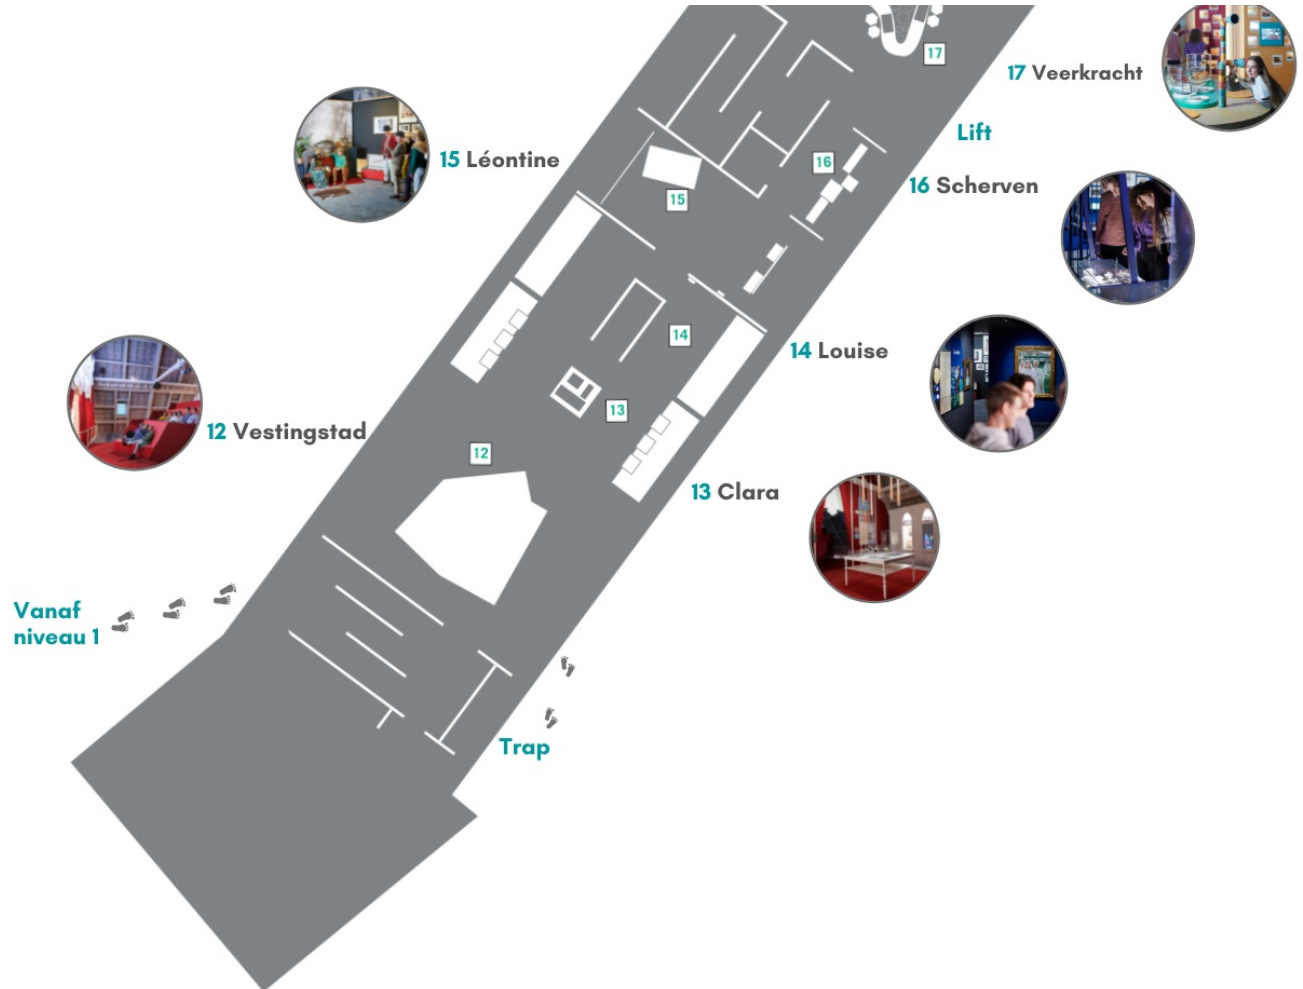 17
17 Veerkracht
Lift
15 Léontine
16
16 Scherven
15
14
14 Louise
13
12 Vestingstad
12
13 Clara
Vanaf
niveau 1
Trap